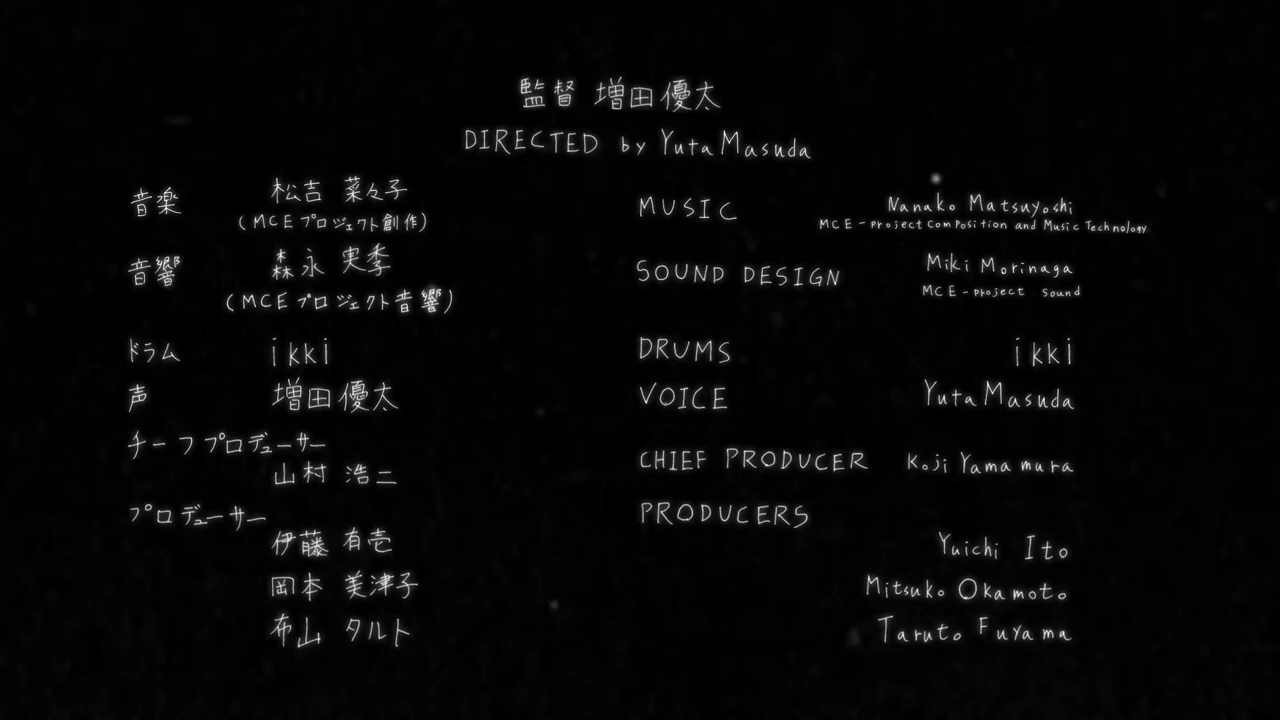 監督 増田優太
DIRECTED by Yuta Masuda
音楽 松吉 菜々子
(MCEプロジェクト創作)
音響 森永 実季
(MCEプロジェクト音響)
ドラム ikki
声 増田優太
チーフプロデューサー
山村 浩二
プロデューサー
伊藤 有壱
岡本 美津子
布山 タルト
MUSIC Nanako Matsuyoshi
MCE-project Composition and Music Technology
SOUND DESIGN Miki Morinaga
MCE-project sound
DRUMS ikki
VOICE Yuta Masuda
CHIEF PRODUCER Koji Yamamura
PRODUCERS
Yuichi Ito
Mitsuko Okamoto
Taruto Fuyama